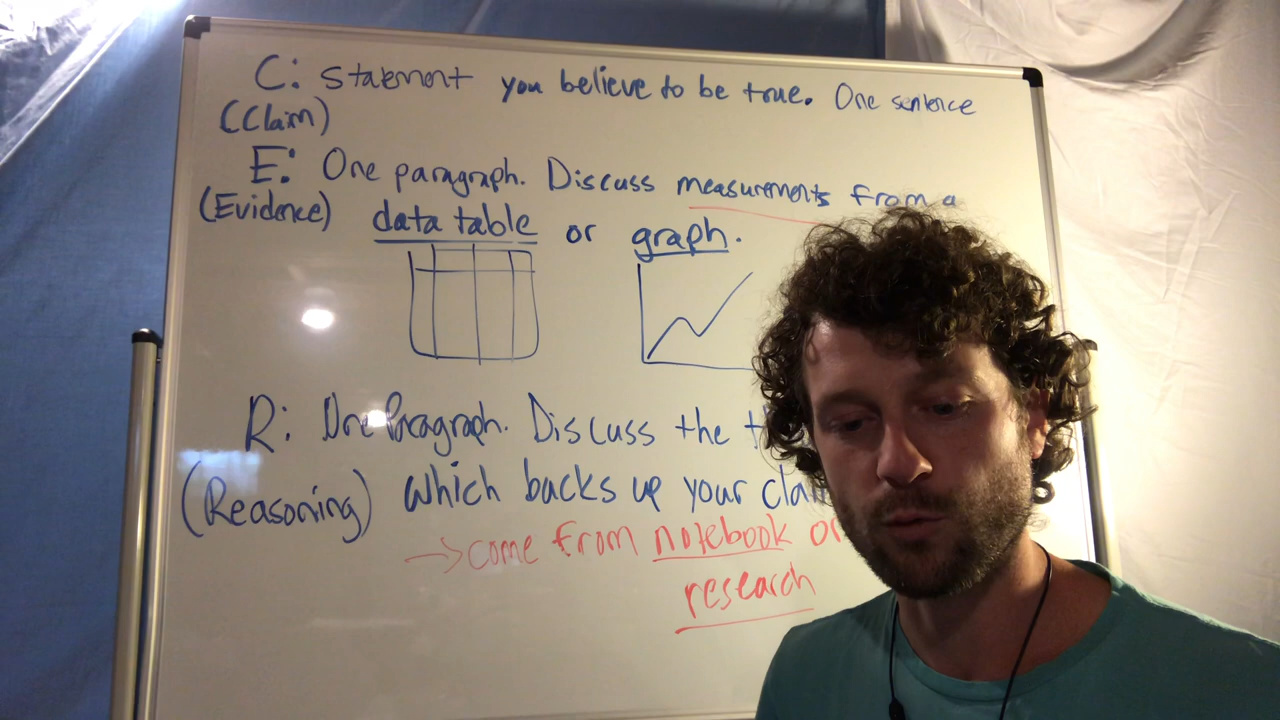 C: Statement you believe to be true. One sentence
(Claim)
E: One paragraph. Discuss measurements from a
(Evidence) data table or graph.
R: One Paragraph. Discuss the
(Reasoning) which backs up your
→ come from notebook or
research